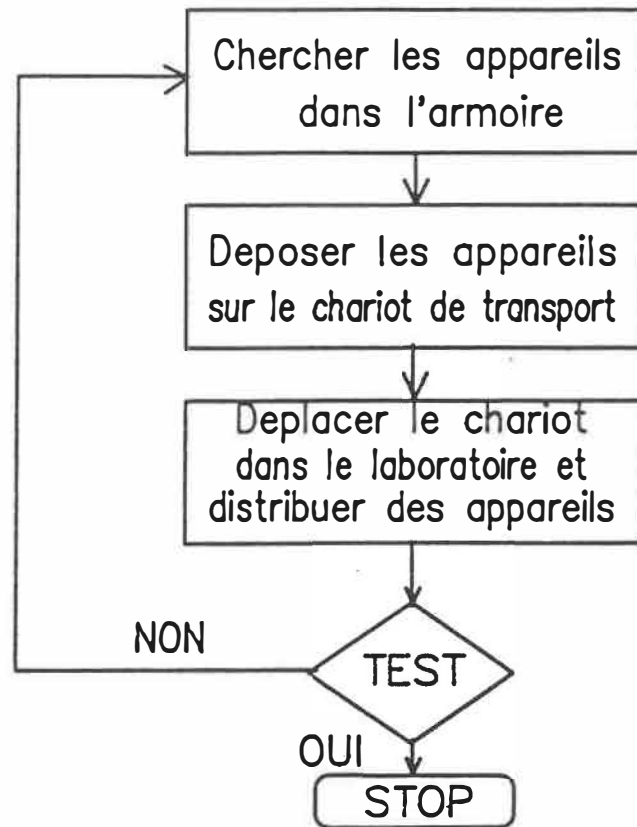 Chercher les appareils
dans l'armoire
Deposer les appareils
sur le chariot de transport
Deplacer le chariot
dans le laboratoire et
distribuer des appareils
NON
TEST
OUI
STOP